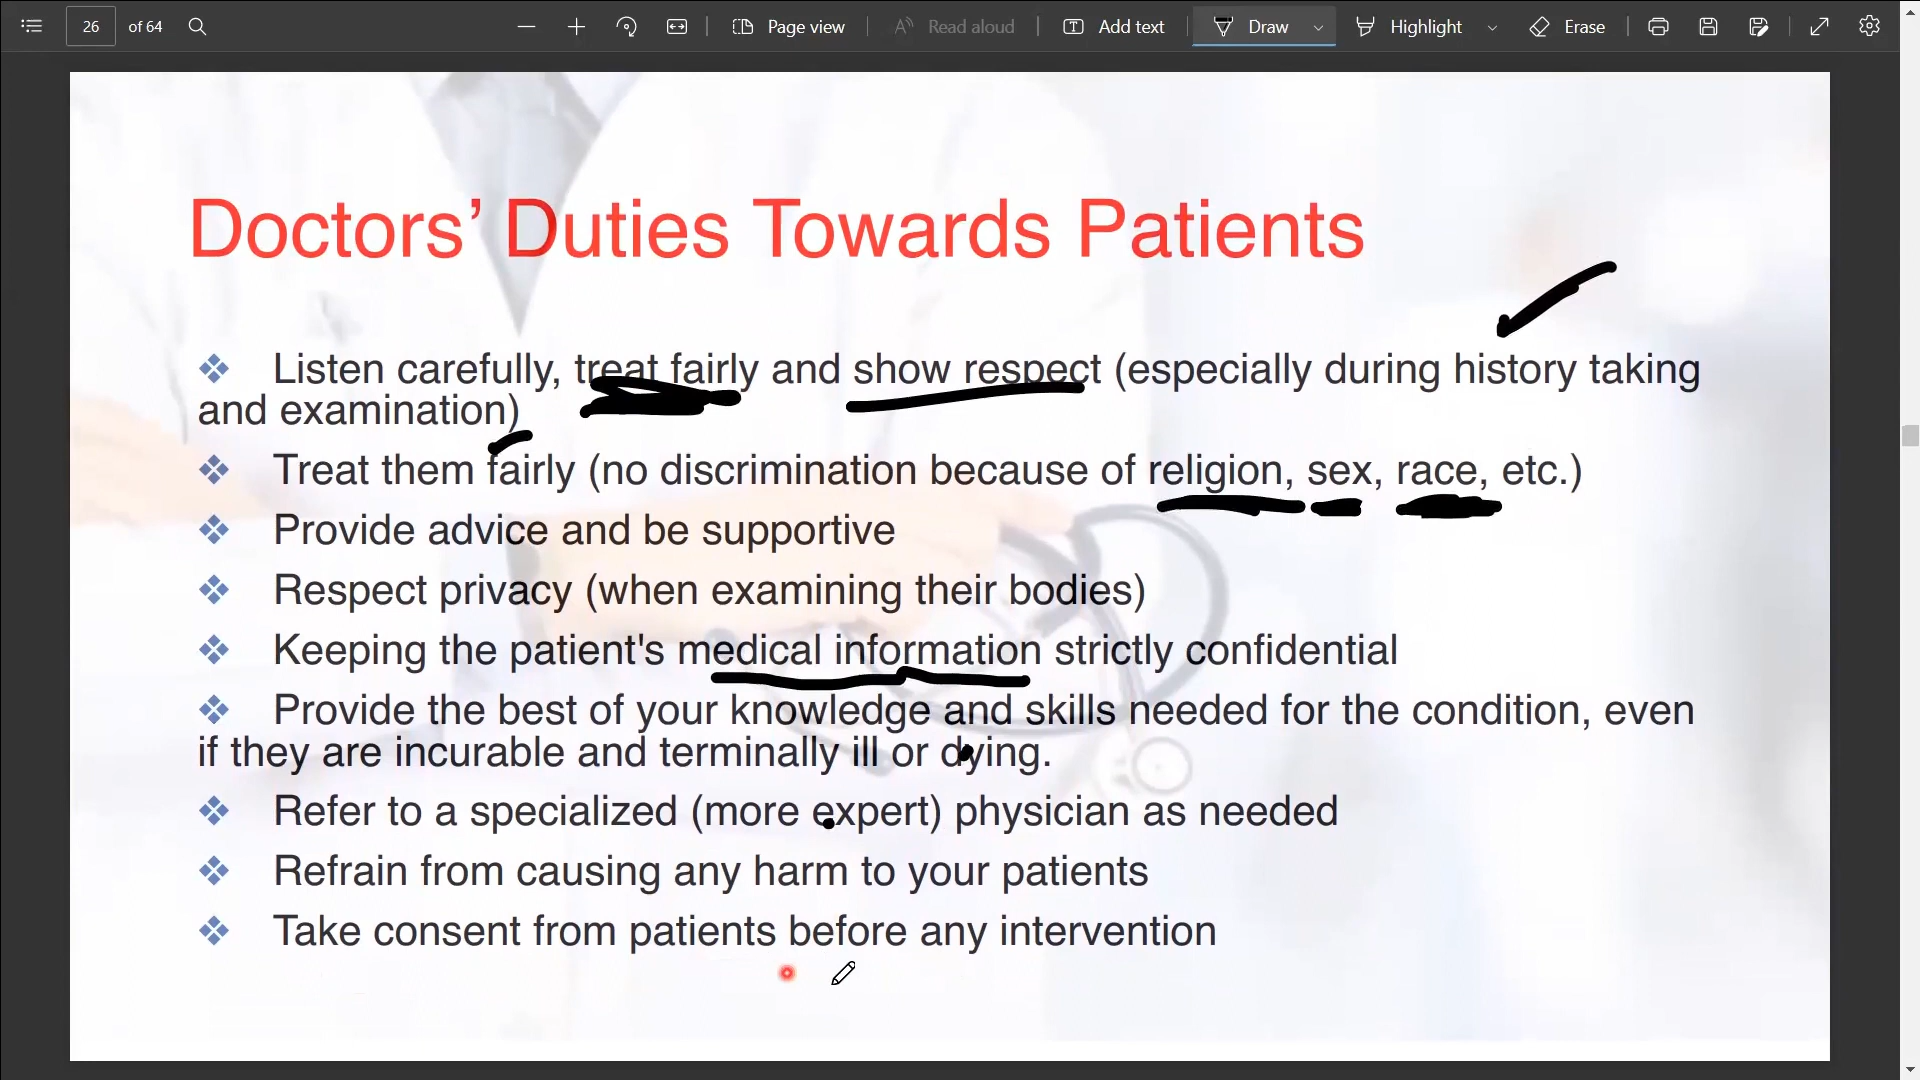 26 of 64 Page view Read aloud Add text Draw Highlight Erase
Doctors’ Duties Towards Patients
Listen carefully, treat fairly and show respect (especially during history taking
and examination)
Treat them fairly (no discrimination because of religion, sex, race, etc.)
Provide advice and be supportive
Respect privacy (when examining their bodies)
Keeping the patient's medical information strictly confidential
Provide the best of your knowledge and skills needed for the condition, even
if they are incurable and terminally ill or dying.
Refer to a specialized (more expert) physician as needed
Refrain from causing any harm to your patients
Take consent from patients before any intervention